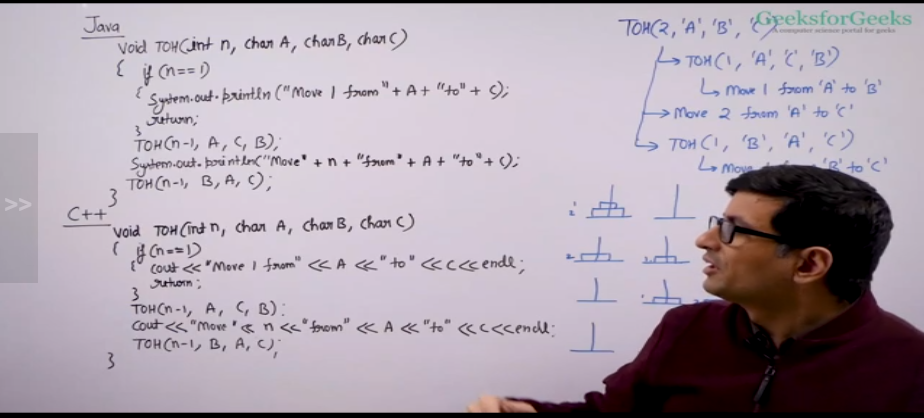 Java
void TOH(int n, char A, char B, char C)
{ if (n==1)
{ System.out.println ("Move 1 from" + A + "to" + C);
return;
}
TOH(n-1, A, C, B);
System.out.println("Move" + n + "from" + A + "to" + C);
TOH(n-1, B, A, C);
}
C++
void TOH(int n, char A, char B, char C)
{ if (n==1)
{ cout << "Move 1 from" << A << "to" << C << endl;
return;
}
TOH(n-1, A, C, B);
cout << "Move" << n << "from" << A << "to" << C << endl;
TOH(n-1, B, A, C);
}
GeeksforGeeks
A computer science portal for geeks
TOH(2, 'A', 'B', 'C')
TOH(1, 'A', 'C', 'B')
Move 1 from 'A' to 'B'
Move 2 from 'A' to 'C'
TOH(1, 'B', 'A', 'C')
Move 'B' to 'C'
>>